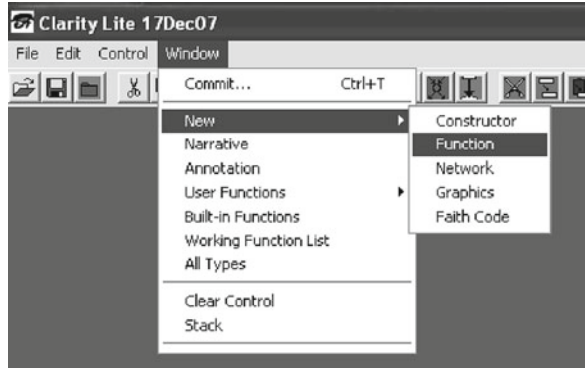 Clarity Lite 17Dec07
File Edit Control Window
Commit... Ctrl+T
New
Narrative
Annotation
User Functions
Built-in Functions
Working Function List
All Types
Clear Control
Stack
Constructor
Function
Network
Graphics
Faith Code